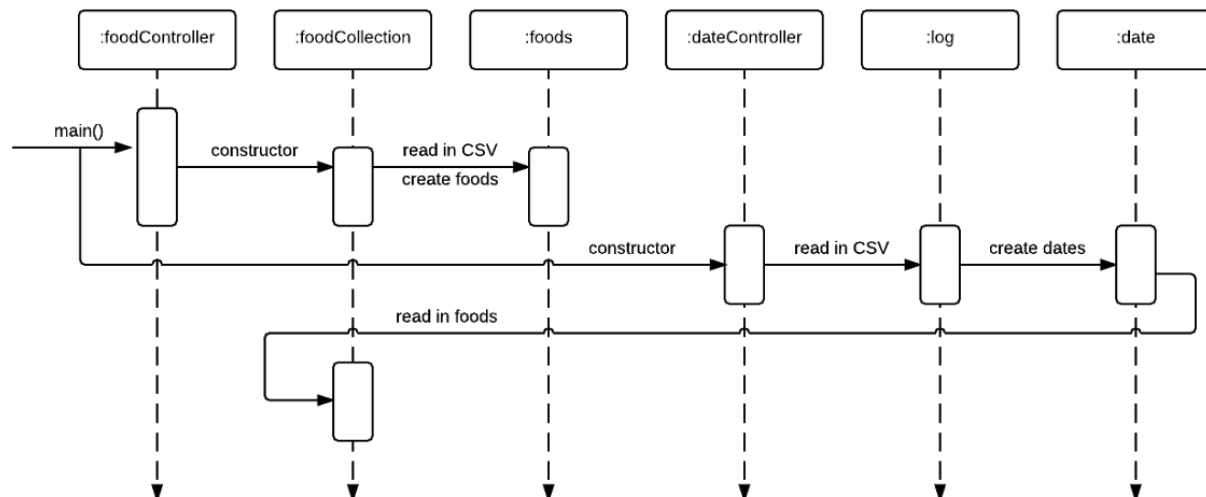 :foodController
:foodCollection
:foods
:dateController
:log
:date
main()
constructor
read in CSV
create foods
constructor
read in CSV
create dates
read in foods